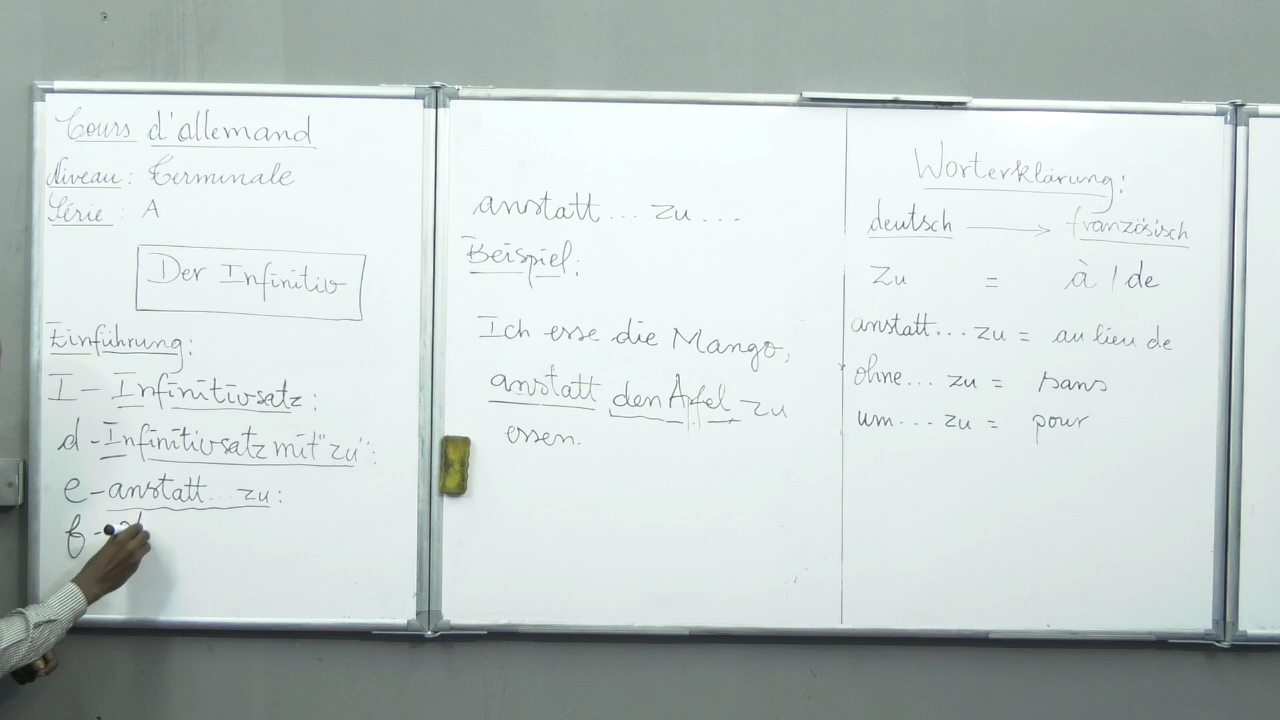 Cours d'allemand
Niveau : Terminale
Série : A
Der Infinitiv
Einführung:
I - Infinitivsatz:
d - Infinitivsatz mit "zu":
e - anstatt... zu:
f -
anstatt... zu...
Beispiel:
Ich esse die Mango,
anstatt den Apfel zu
essen.
Worterklärung:
deutsch → französisch
zu = à / de
anstatt... zu = au lieu de
ohne... zu = sans
um... zu = pour